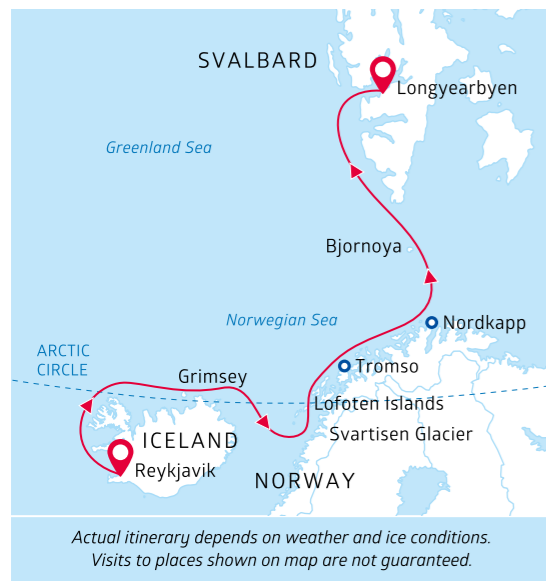 SVALBARD
Longyearbyen
Greenland Sea
Bjornoya
Norwegian Sea
Nordkapp
ARCTIC
CIRCLE
Tromso
Grimsey
Lofoten Islands
ICELAND
Svartisen Glacier
Reykjavik
NORWAY
Actual itinerary depends on weather and ice conditions.
Visits to places shown on map are not guaranteed.